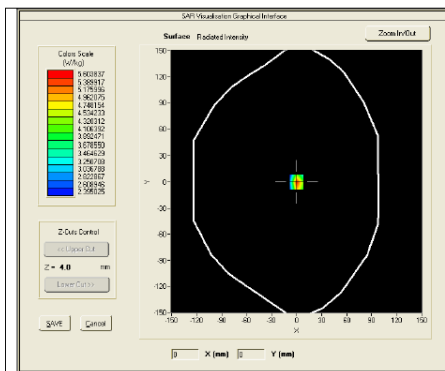 SAR Visualisation Graphical Interface
Surface Radiated Intensity
Zoom In/Out
Colors Scale
(W/kg)
5.603837
5.389917
5.175996
4.962075
4.748154
4.534233
4.320312
4.106392
3.892471
3.678550
3.464629
3.250708
3.036788
2.822867
2.608946
2.395025
150
120
90
60
30
0
-30
-60
-90
-120
-150
Y
-150 -120 -90 -60 -30 0 30 60 90 120 150
X
Z-Cuts Control
<< Upper Cut
Z = 4.0 mm
Lower Cut >>
SAVE Cancel
0 X (mm) 0 Y (mm)